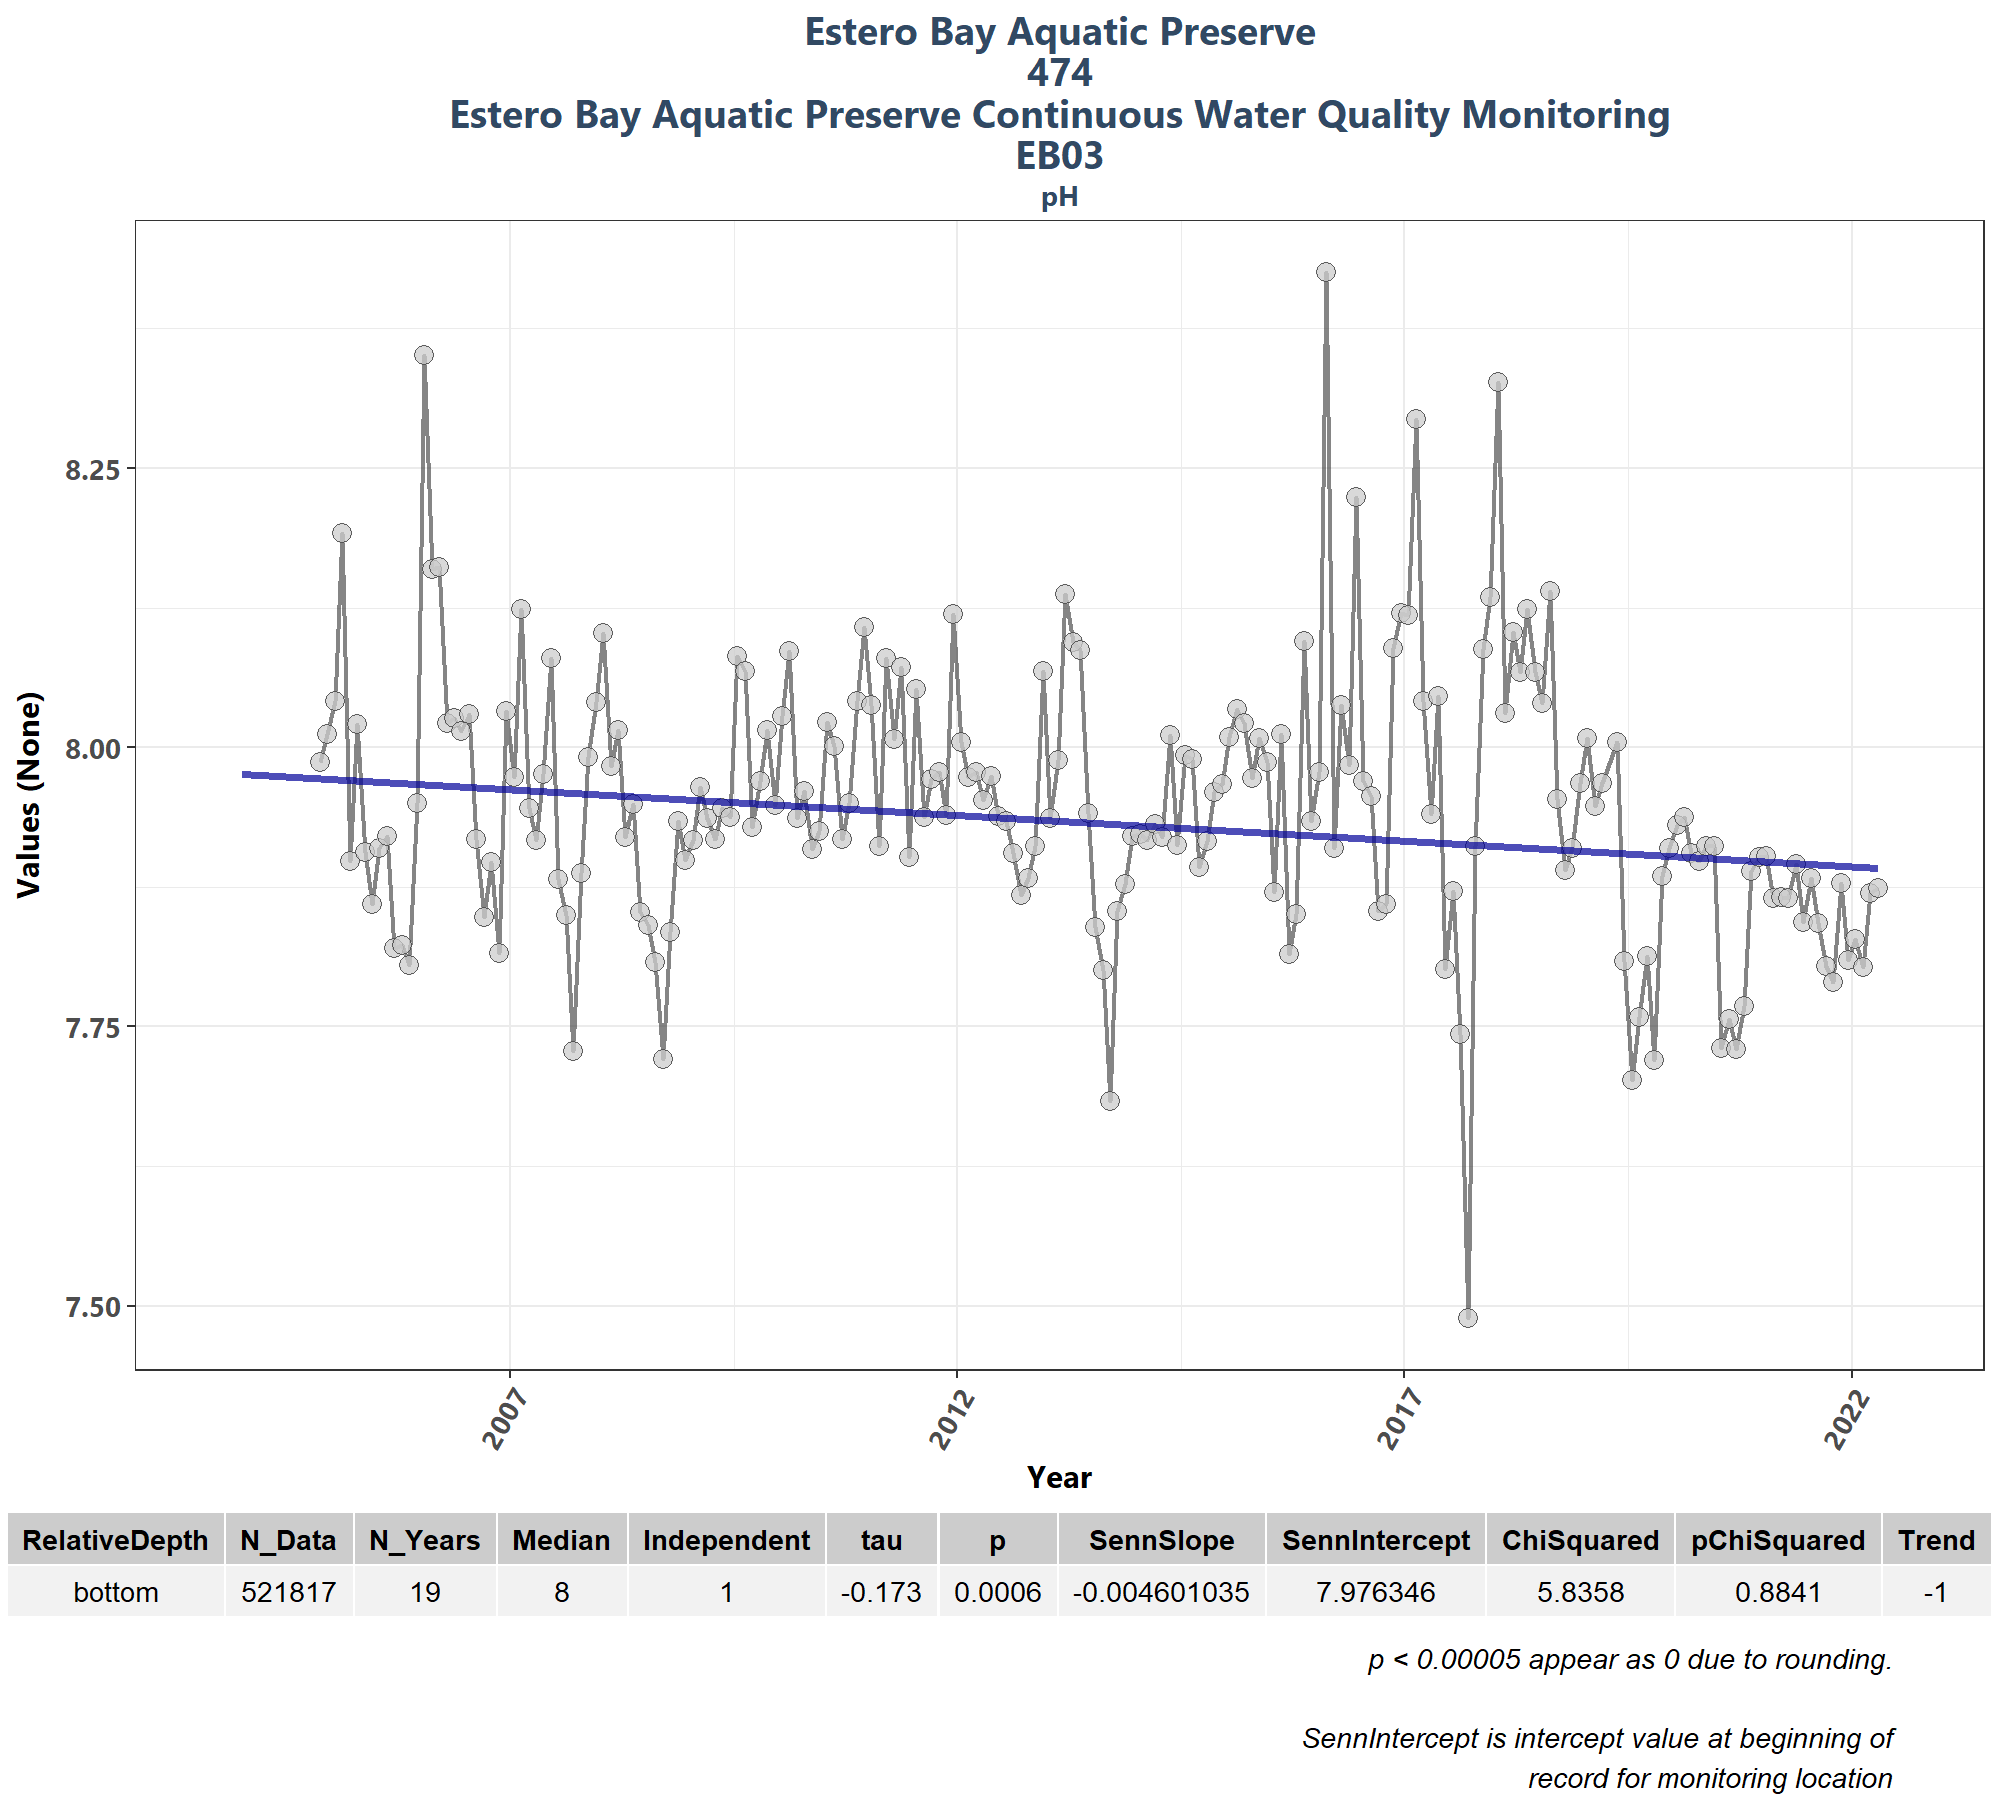 Estero Bay Aquatic Preserve
474
Estero Bay Aquatic Preserve Continuous Water Quality Monitoring
EB03
pH
Values (None)
8.25
8.00
7.75
7.50
2007 2012 2017 2022
Year
RelativeDepth N_Data N_Years Median Independent tau p SennSlope SennIntercept ChiSquared pChiSquared Trend
bottom 521817 19 8 1 -0.173 0.0006 -0.004601035 7.976346 5.8358 0.8841 -1
p < 0.00005 appear as 0 due to rounding.
SennIntercept is intercept value at beginning of
record for monitoring location